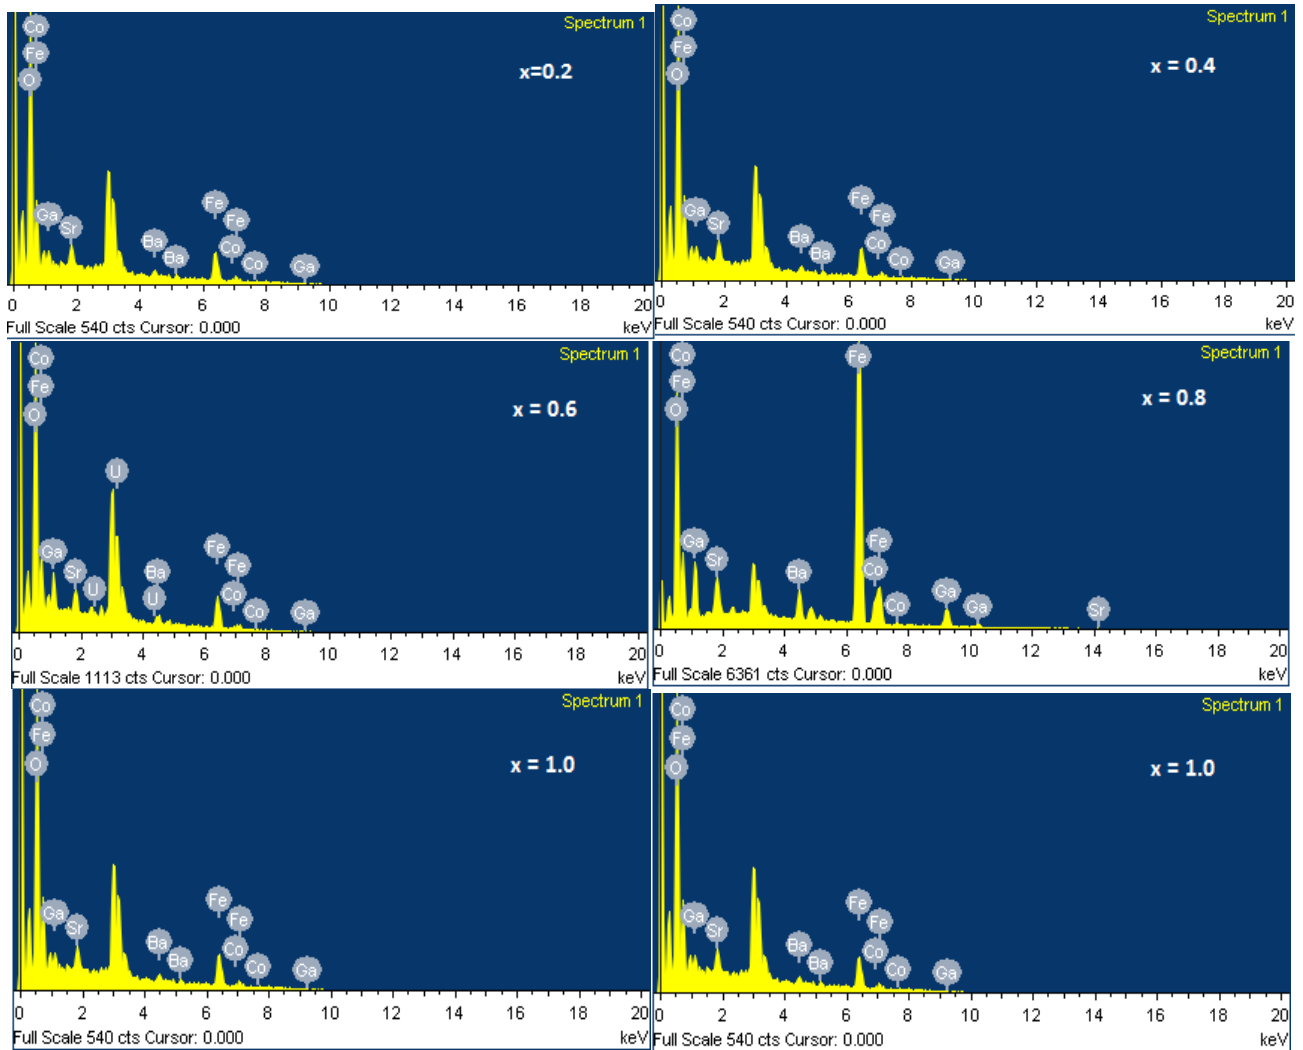 Spectrum 1
x=0.2
Co
Fe
O
Ga
Sr
Ba
Ba
Fe
Fe
Co
Co
Ga
0 2 4 6 8 10 12 14 16 18 20
Full Scale 540 cts Cursor: 0.000 keV
Spectrum 1
x = 0.4
Co
Fe
O
Ga
Sr
Ba
Ba
Fe
Fe
Co
Co
Ga
0 2 4 6 8 10 12 14 16 18 20
Full Scale 540 cts Cursor: 0.000 keV
Spectrum 1
x = 0.6
Co
Fe
O
Ga
Sr
U
U
Ba
U
Fe
Fe
Co
Co
Ga
0 2 4 6 8 10 12 14 16 18 20
Full Scale 1113 cts Cursor: 0.000 keV
Spectrum 1
x = 0.8
Co
Fe
O
Ga
Sr
Ba
Fe
Fe
Co
Co
Ga
Ga
Sr
0 2 4 6 8 10 12 14 16 18 20
Full Scale 6361 cts Cursor: 0.000 keV
Spectrum 1
x = 1.0
Co
Fe
O
Ga
Sr
Ba
Ba
Fe
Fe
Co
Co
Ga
0 2 4 6 8 10 12 14 16 18 20
Full Scale 540 cts Cursor: 0.000 keV
Spectrum 1
x = 1.0
Co
Fe
O
Ga
Sr
Ba
Ba
Fe
Fe
Co
Co
Ga
0 2 4 6 8 10 12 14 16 18 20
Full Scale 540 cts Cursor: 0.000 keV